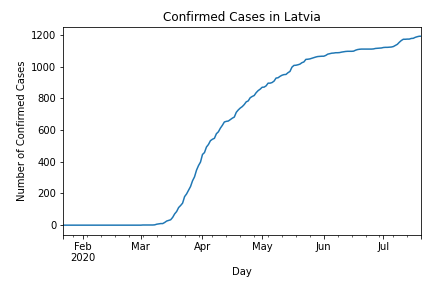 Confirmed Cases in Latvia
Number of Confirmed Cases
1200
1000
800
600
400
200
0
Feb
2020
Mar
Apr
May
Jun
Jul
Day